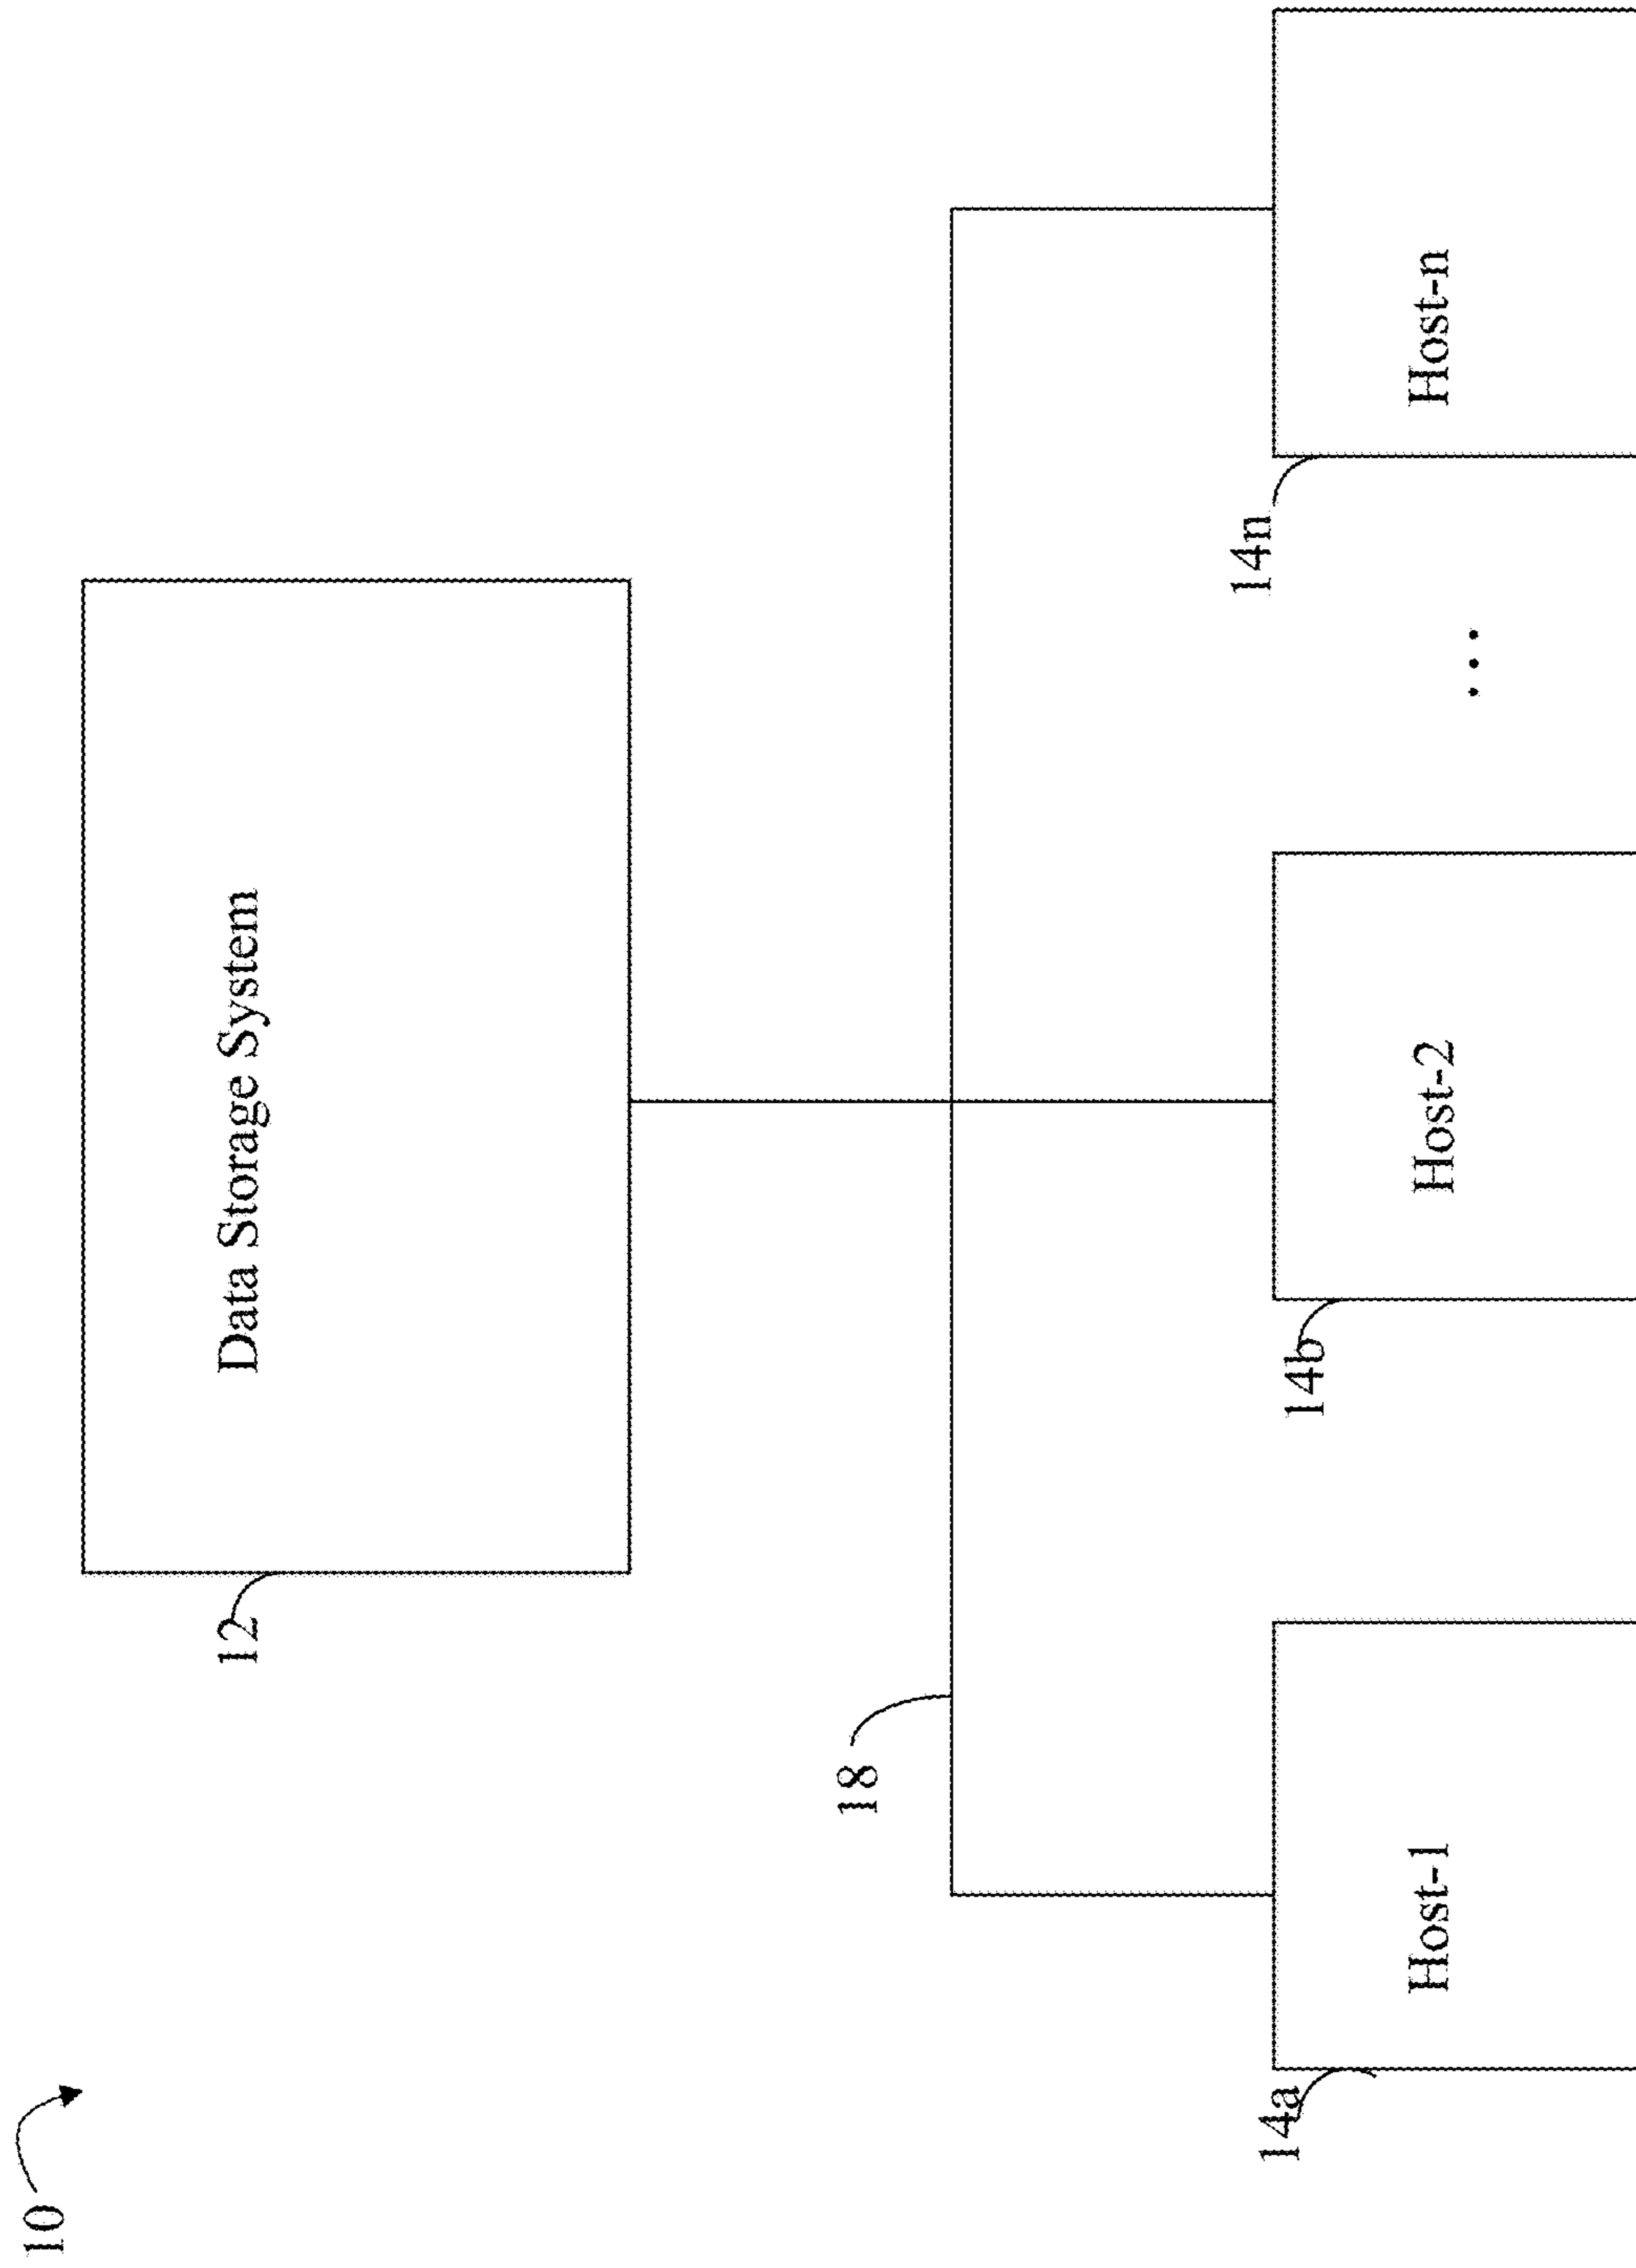 10
12
Data Storage System
18
14a
Host-1
14b
Host-2
...
14n
Host-n